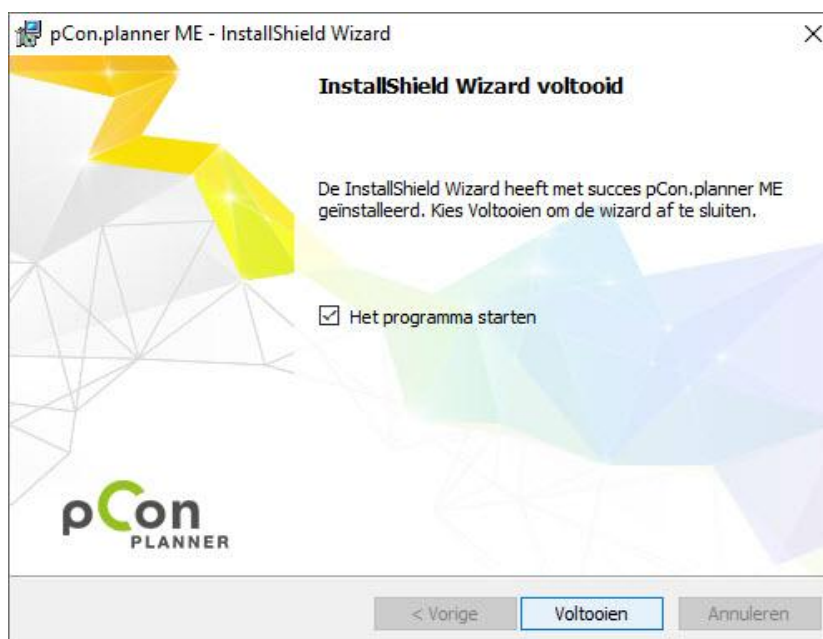 pCon.planner ME - InstallShield Wizard
InstallShield Wizard voltooid
De InstallShield Wizard heeft met succes pCon.planner ME
geïnstalleerd. Kies Voltooien om de wizard af te sluiten.
Het programma starten
pCon
PLANNER
< Vorige
Voltooien
Annuleren